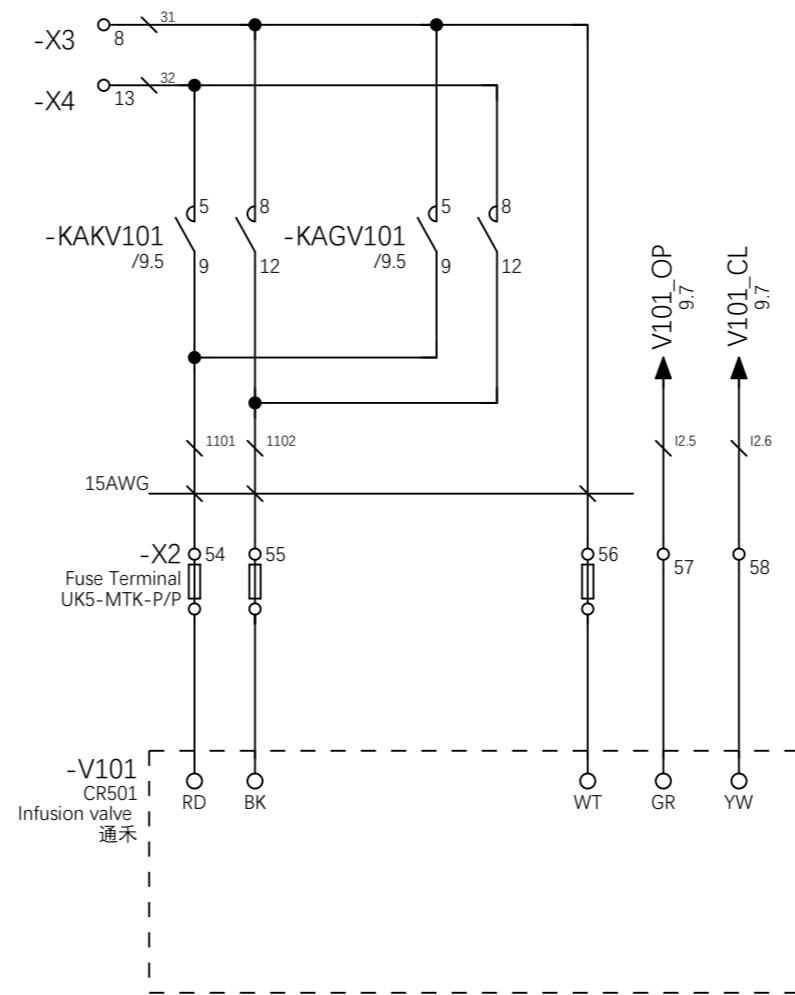 -X3
8
31
-X4
13
32
-KAKV101
/9.5
5
9
8
12
-KAGV101
/9.5
5
9
8
12
V101_OP
9.7
V101_CL
9.7
1101
1102
I2.5
I2.6
15AWG
-X2
54
55
56
57
58
Fuse Terminal
UK5-MTK-P/P
-V101
CR501
Infusion valve
通禾
RD
BK
WT
GR
YW